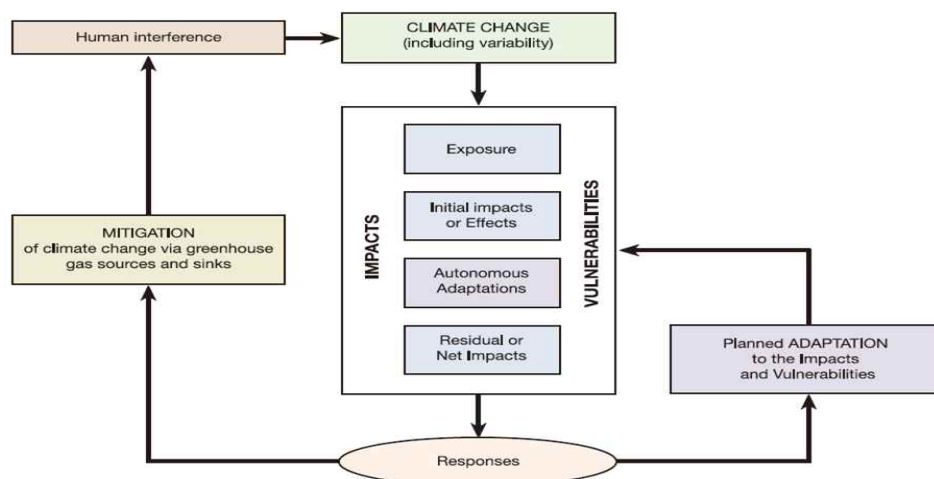 Human interference
CLIMATE CHANGE
(including variability)
IMPACTS
Exposure
Initial impacts
or Effects
Autonomous
Adaptations
Residual or
Net Impacts
VULNERABILITIES
MITIGATION
of climate change via greenhouse
gas sources and sinks
Planned ADAPTATION
to the Impacts
and Vulnerabilities
Responses